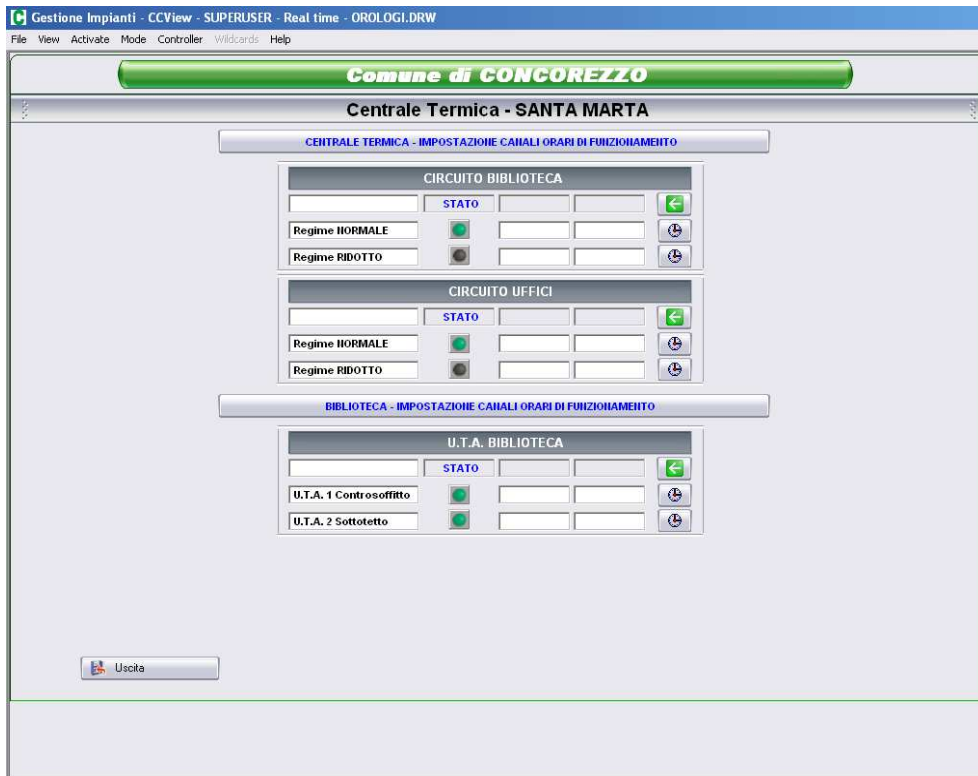 Gestione Impianti - CCView - SUPERUSER - Real time - OROLOGI.DRW
File View Activate Mode Controller Wildcards Help
Comune di CONCOREZZO
Centrale Termica - SANTA MARTA
CENTRALE TERMICA - IMPOSTAZIONE CANALI ORARI DI FUNZIONAMENTO
CIRCUITO BIBLIOTECA
STATO
Regime NORMALE
Regime RIDOTTO
CIRCUITO UFFICI
STATO
Regime NORMALE
Regime RIDOTTO
BIBLIOTECA - IMPOSTAZIONE CANALI ORARI DI FUNZIONAMENTO
U.T.A. BIBLIOTECA
STATO
U.T.A. 1 Controsoffitto
U.T.A. 2 Sottotetto
Uscita